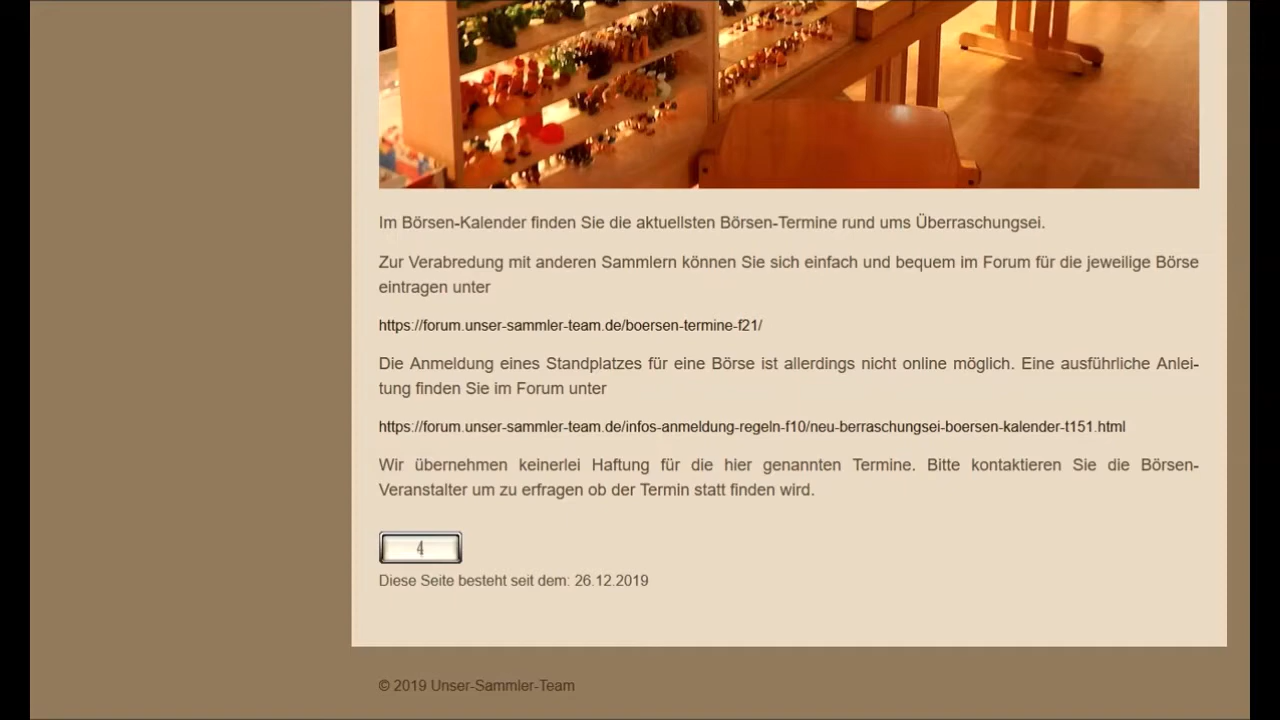 Im Börsen-Kalender finden Sie die aktuellsten Börsen-Termine rund ums Überraschungsei.
Zur Verabredung mit anderen Sammlern können Sie sich einfach und bequem im Forum für die jeweilige Börse
eintragen unter
https://forum.unser-sammler-team.de/boersen-termine-f21/
Die Anmeldung eines Standplatzes für eine Börse ist allerdings nicht online möglich. Eine ausführliche Anlei-
tung finden Sie im Forum unter
https://forum.unser-sammler-team.de/infos-anmeldung-regeln-f10/neu-berraschungsei-boersen-kalender-t151.html
Wir übernehmen keinerlei Haftung für die hier genannten Termine. Bitte kontaktieren Sie die Börsen-
Veranstalter um zu erfragen ob der Termin statt finden wird.
4
Diese Seite besteht seit dem: 26.12.2019
© 2019 Unser-Sammler-Team